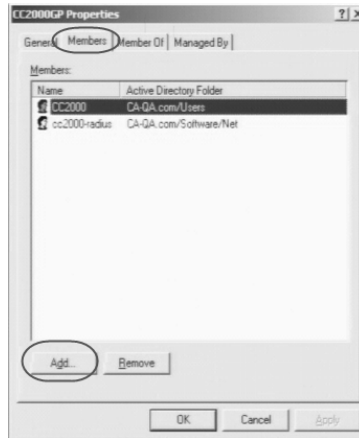 CC2000GP Properties
General Members Member Of Managed By
Members:
Name Active Directory Folder
CC2000 CA-QA.com/Users
cc2000-radius CA-QA.com/Software/Net
Add... Remove
OK Cancel Apply